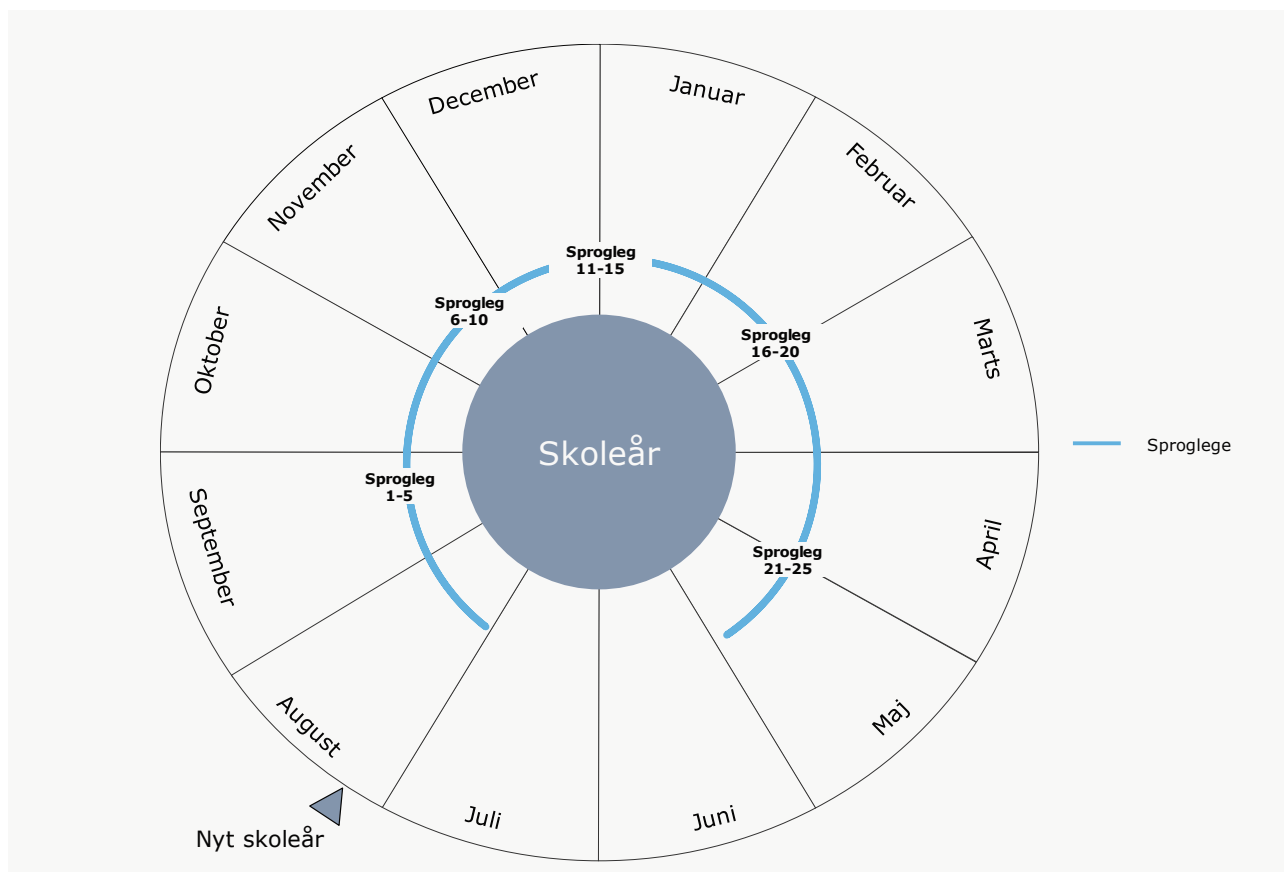 December
Januar
November
Februar
Sprogleg
11-15
Sprogleg
6-10
Sprogleg
16-20
Oktober
Marts
Skoleår
Sproglege
Sprogleg
1-5
September
April
Sprogleg
21-25
August
Maj
Juli
Juni
Nyt skoleår